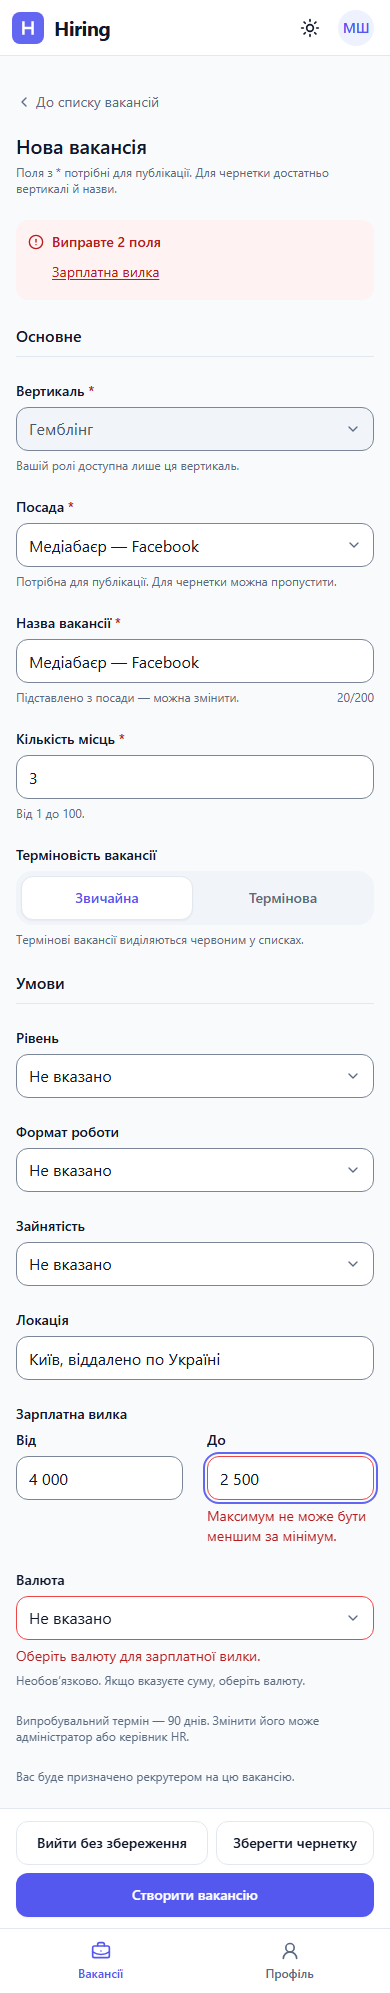 H Hiring
МШ
До списку вакансій
Нова вакансія
Поля з * потрібні для публікації. Для чернетки достатньо
вертикалі й назви.
Виправте 2 поля
Зарплатна вилка
Основне
Вертикаль *
Гемблінг
Вашій ролі доступна лише ця вертикаль.
Посада *
Медіабаєр — Facebook
Потрібна для публікації. Для чернетки можна пропустити.
Назва вакансії *
Медіабаєр — Facebook
Підставлено з посади — можна змінити. 20/200
Кількість місць *
3
Від 1 до 100.
Терміновість вакансії
Звичайна Термінова
Термінові вакансії виділяються червоним у списках.
Умови
Рівень
Не вказано
Формат роботи
Не вказано
Зайнятість
Не вказано
Локація
Київ, віддалено по Україні
Зарплатна вилка
Від До
4 000 2 500
Максимум не може бути
меншим за мінімум.
Валюта
Не вказано
Оберіть валюту для зарплатної вилки.
Необов'язково. Якщо вказуєте суму, оберіть валюту.
Випробувальний термін — 90 днів. Змінити його може
адміністратор або керівник HR.
Вас буде призначено рекрутером на цю вакансію.
Вийти без збереження Зберегти чернетку
Створити вакансію
Вакансії Профіль